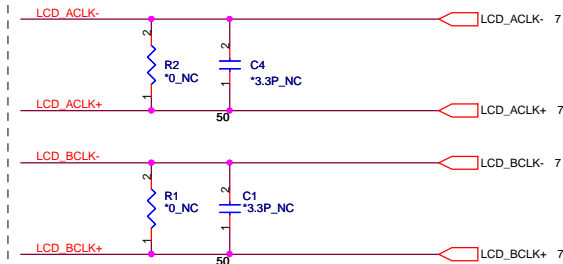 LCD_ACLK-
LCD_ACLK- 7
2
2
R2
*0_NC
C4
*3.3P_NC
1
1
LCD_ACLK+
50
LCD_ACLK+ 7
LCD_BCLK-
LCD_BCLK- 7
2
2
R1
*0_NC
C1
*3.3P_NC
1
1
LCD_BCLK+
50
LCD_BCLK+ 7